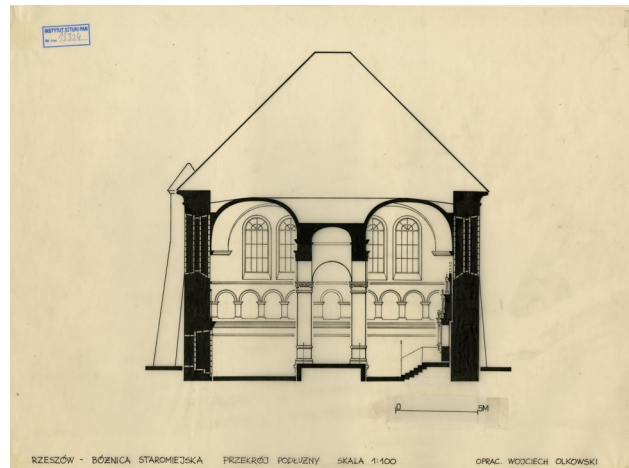 INSTYTUT SZTUKI PAN
0 5M
RZESZÓW - BÓŻNICA STAROMIEJSKA PRZEKRÓJ PODŁUŻNY SKALA 1:100 OPRAC. WOJCIECH OLKOWSKI